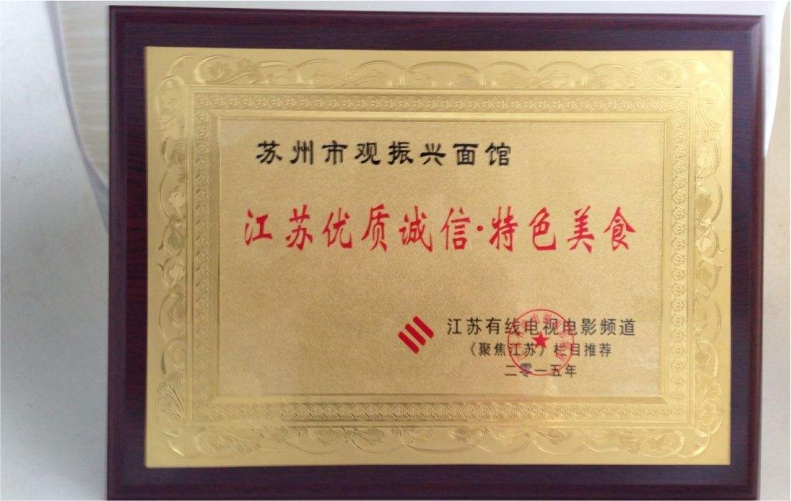 苏州市观振兴面馆
江苏优质诚信·特色美食
江苏有线电视电影频道
《聚焦江苏》栏目推荐
二零一五年